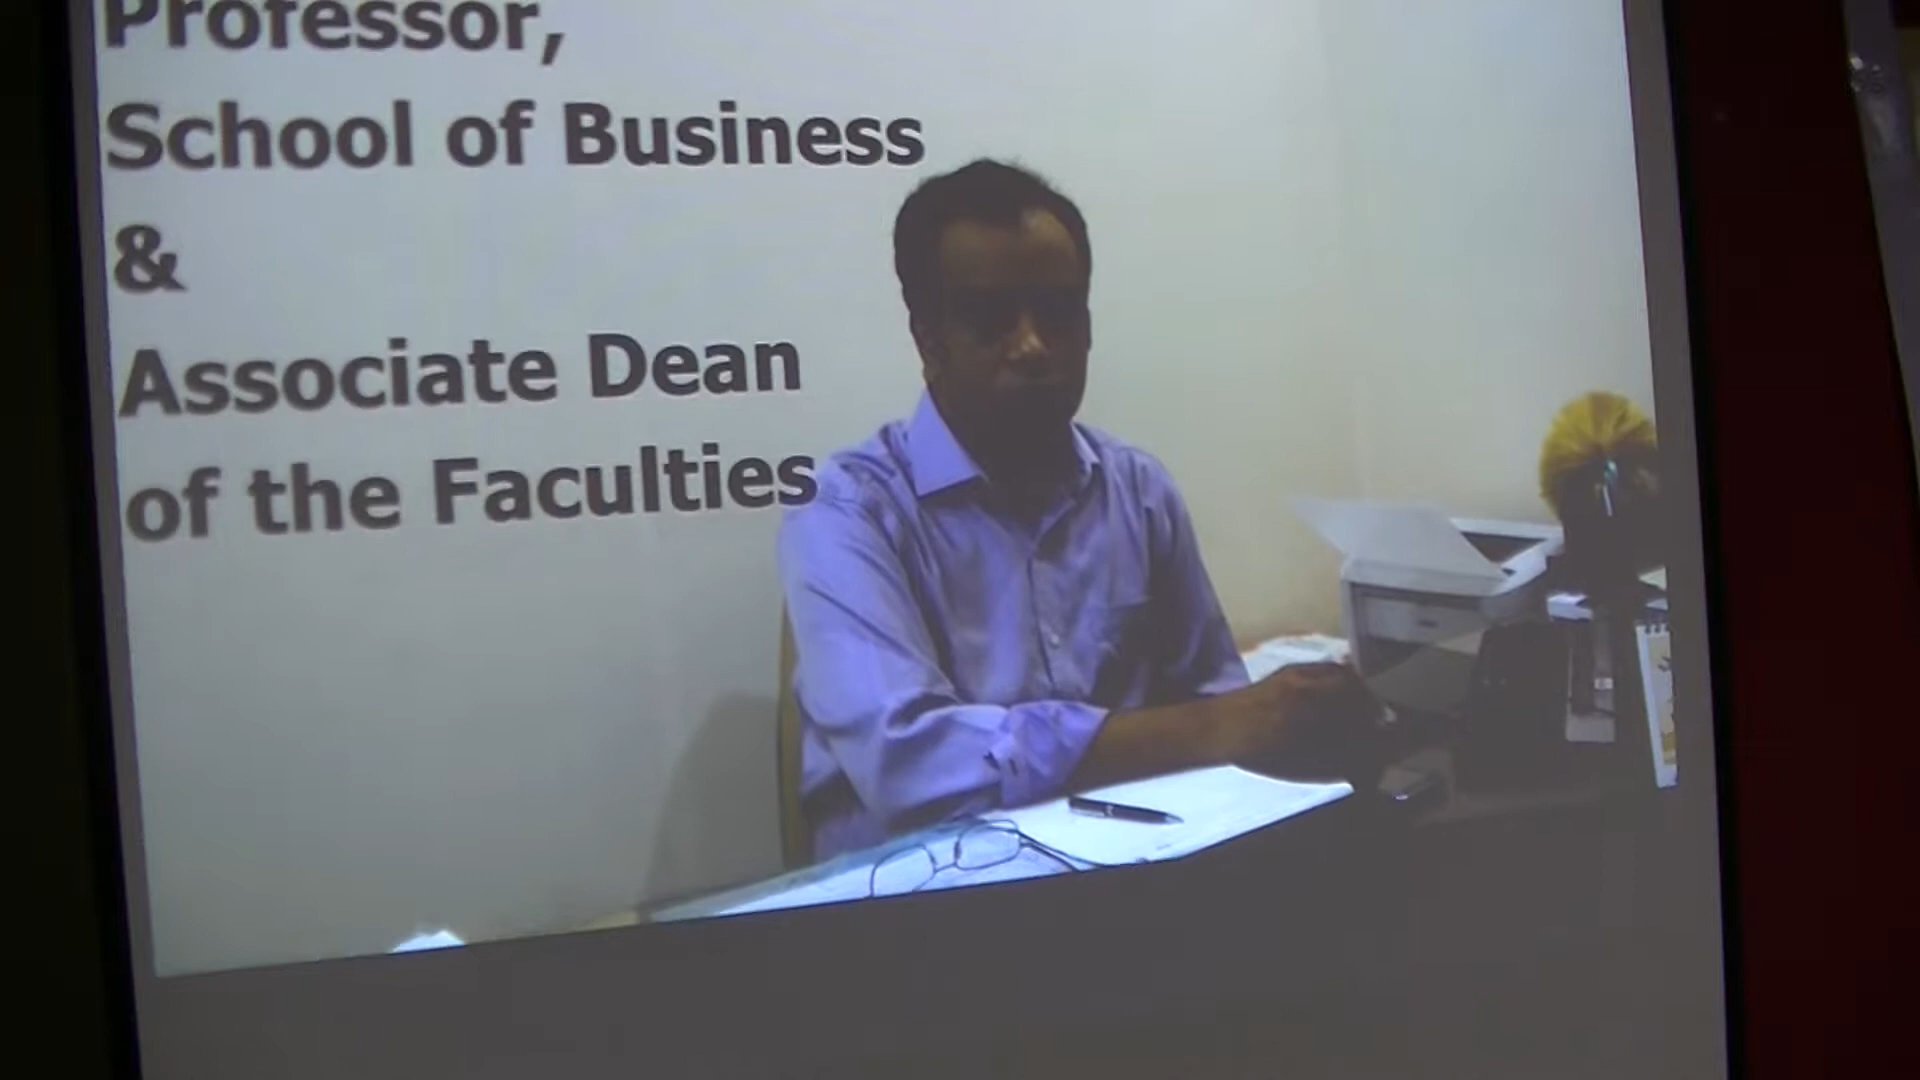 Professor,
School of Business
&
Associate Dean
of the Faculties